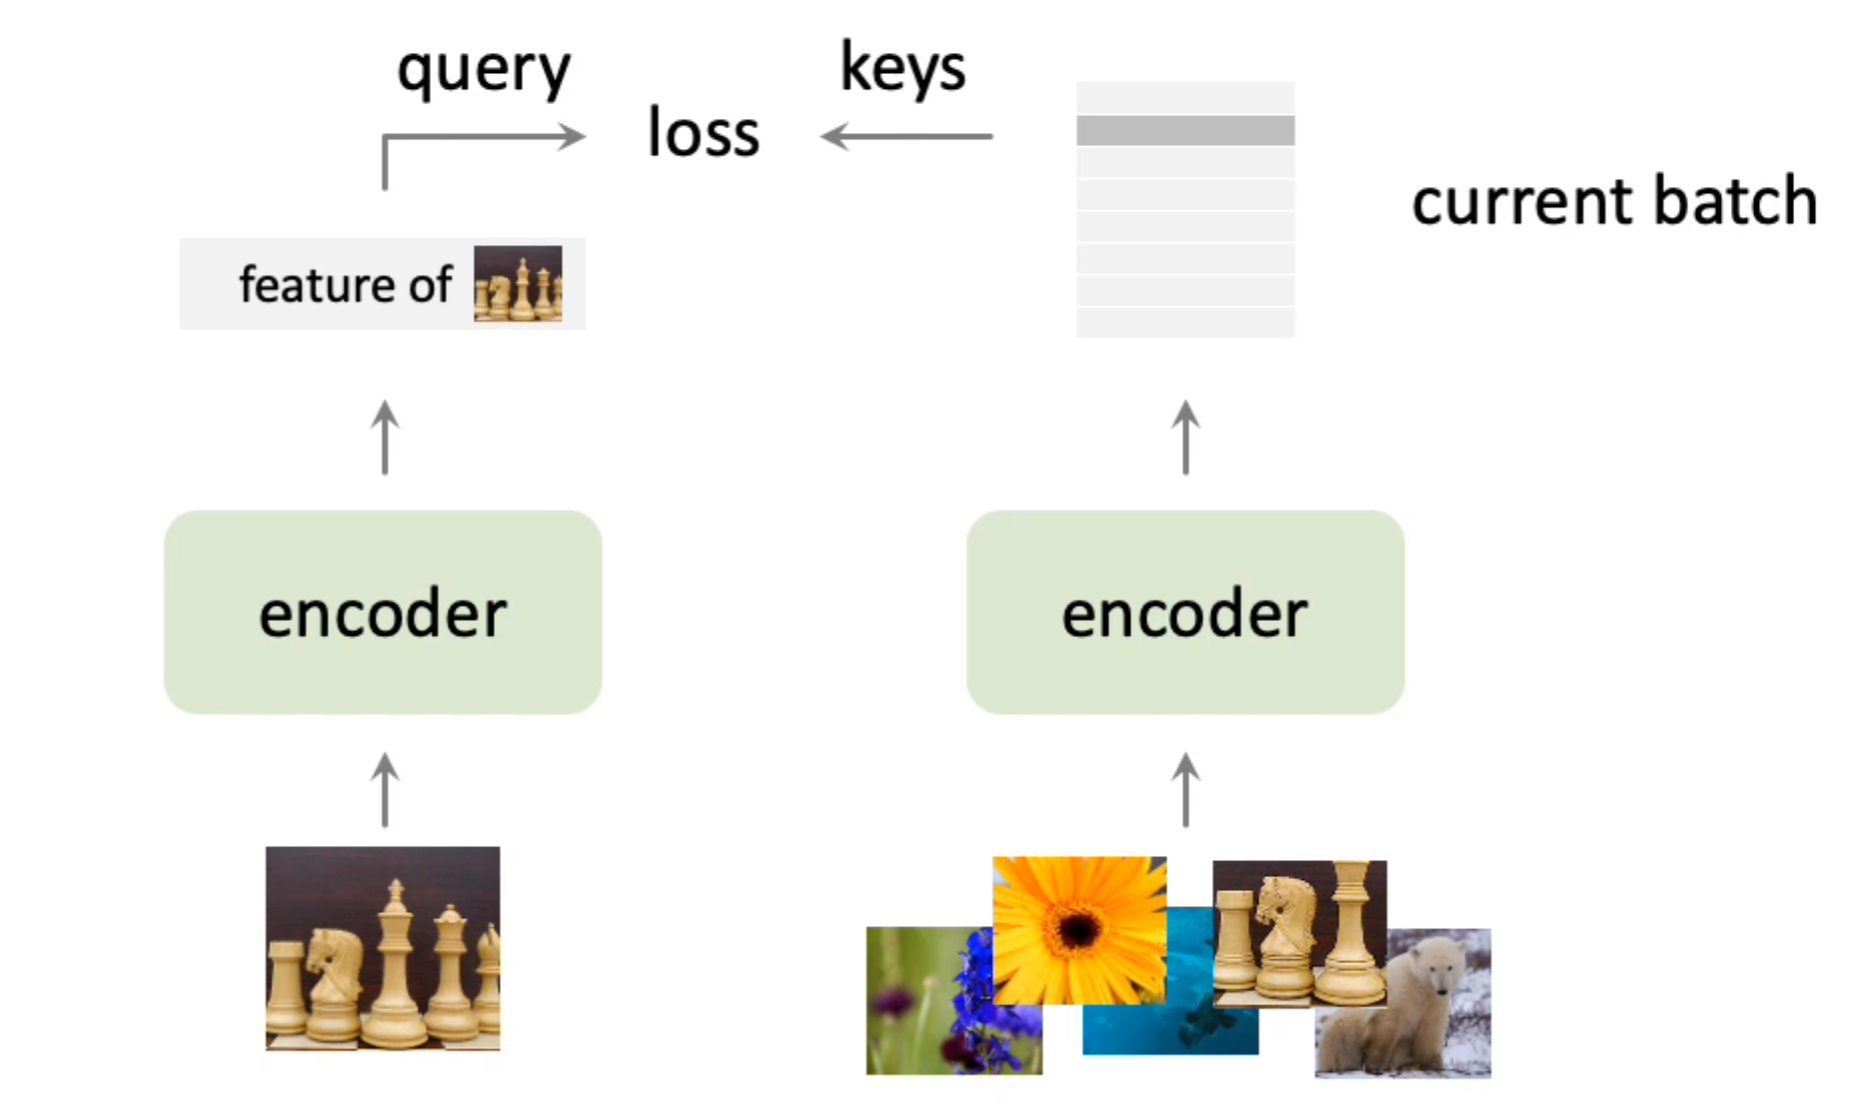 query
keys
loss
current batch
feature of
encoder
encoder